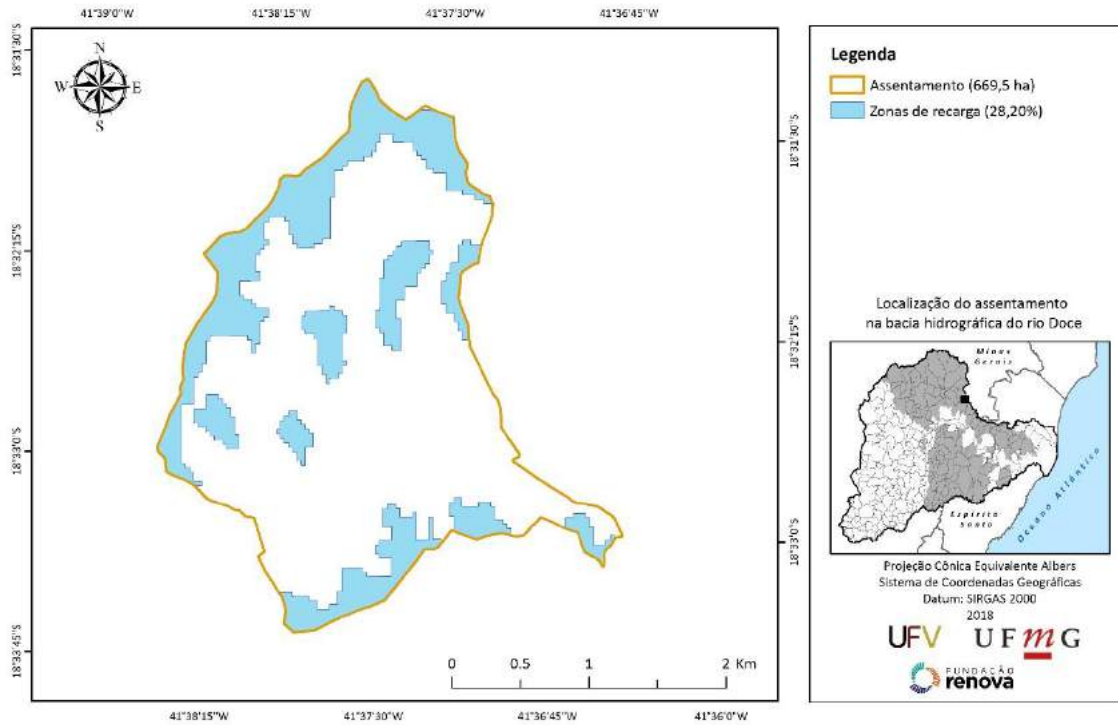 41°39'0"W 41°38'15"W 41°37'30"W 41°36'45"W
18°31'30"S
18°32'15"S
18°33'0"S
18°33'45"S
N
W E
S
18°31'30"S
18°32'15"S
18°33'0"S
0 0.5 1 2 Km
41°38'15"W 41°37'30"W 41°36'45"W 41°36'0"W
Legenda
Assentamento (669,5 ha)
Zonas de recarga (28,20%)
Localização do assentamento
na bacia hidrográfica do rio Doce
Minas
Gerais
Espírito
Santo
Oceano Atlântico
Projeção Cônica Equivalente Albers
Sistema de Coordenadas Geográficas
Datum: SIRGAS 2000
2018
UFV UFmG
FUNDAÇÃO
renova